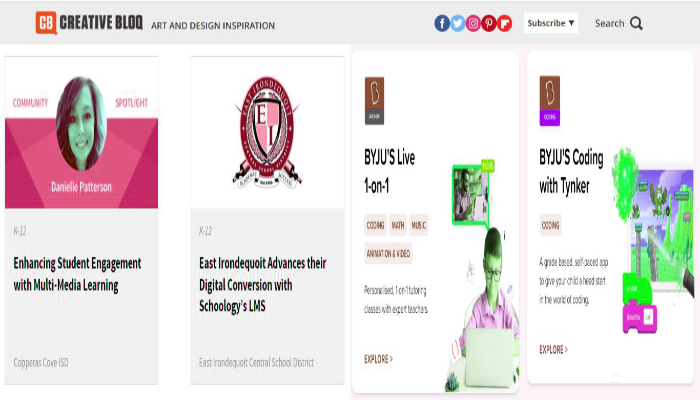 CB CREATIVE BLOQ ART AND DESIGN INSPIRATION
Subscribe ▼
Search
COMMUNITY SPOTLIGHT
Danielle Patterson
K-12
Enhancing Student Engagement
with Multi-Media Learning
Copperas Cove ISD
EAST IRONDEQUOIT
E I
K-12
East Irondequoit Advances their
Digital Conversion with
Schoology's LMS
East Irondequoit Central School District
BYJU'S Live
1-on-1
CODING MATH MUSIC
ANIMATION & VIDEO
Personalised, 1-on-1 tutoring
classes with expert teachers.
EXPLORE >
CODING
BYJU'S Coding
with Tynker
CODING
A grade based, self-paced app
to give your child a head start
in the world of coding.
EXPLORE >